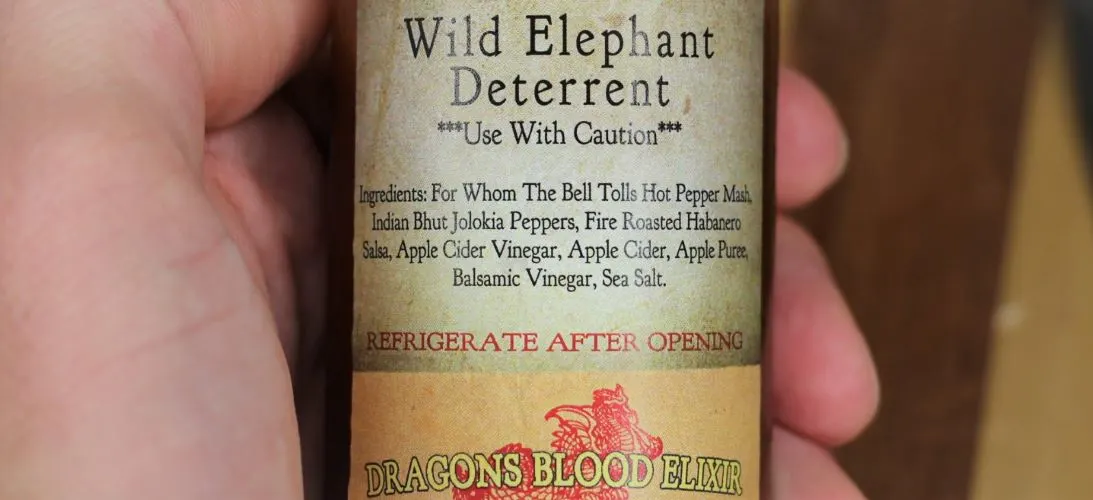 Wild Elephant
Deterrent
***Use With Caution***
Ingredients: For Whom The Bell Tolls Hot Pepper Mash,
Indian Bhut Jolokia Peppers, Fire Roasted Habanero
Salsa, Apple Cider Vinegar, Apple Cider, Apple Puree,
Balsamic Vinegar, Sea Salt.
REFRIGERATE AFTER OPENING
DRAGONS BLOOD ELIXIR